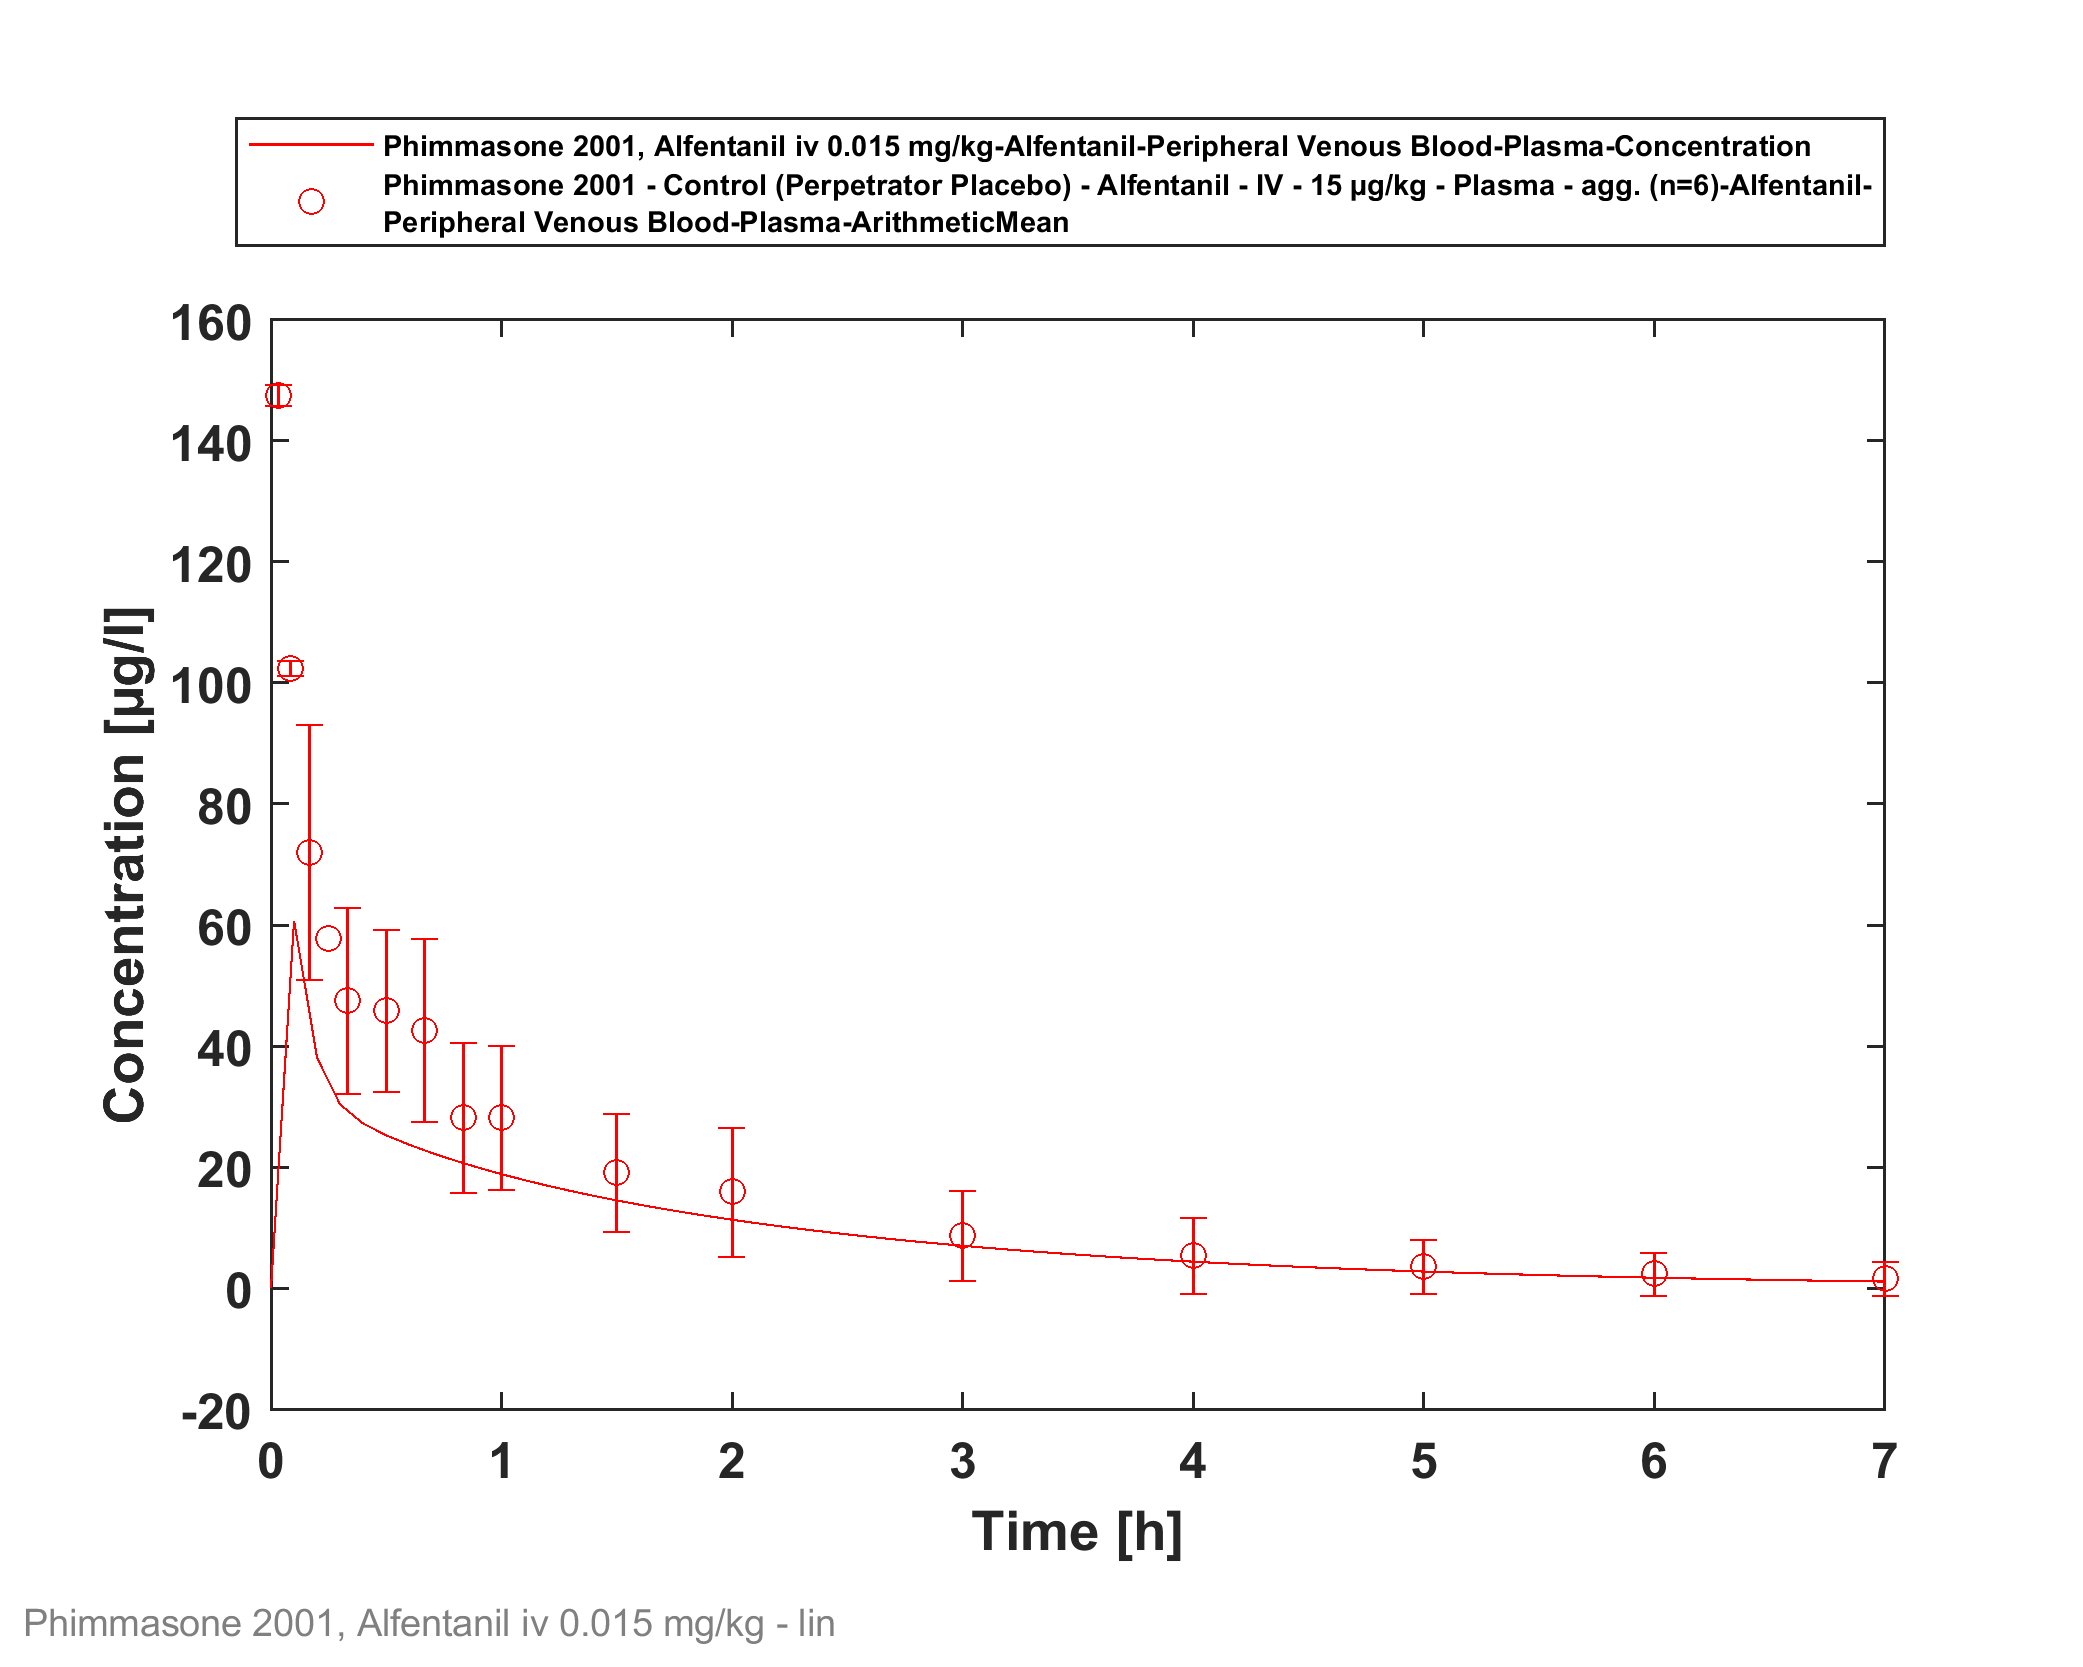 Phimmasone 2001, Alfentanil iv 0.015 mg/kg-Alfentanil-Peripheral Venous Blood-Plasma-Concentration
Phimmasone 2001 - Control (Perpetrator Placebo) - Alfentanil - IV - 15 µg/kg - Plasma - agg. (n=6)-Alfentanil-
Peripheral Venous Blood-Plasma-ArithmeticMean
160
140
120
100
80
60
40
20
0
-20
Concentration [µg/l]
0 1 2 3 4 5 6 7
Time [h]
Phimmasone 2001, Alfentanil iv 0.015 mg/kg - lin